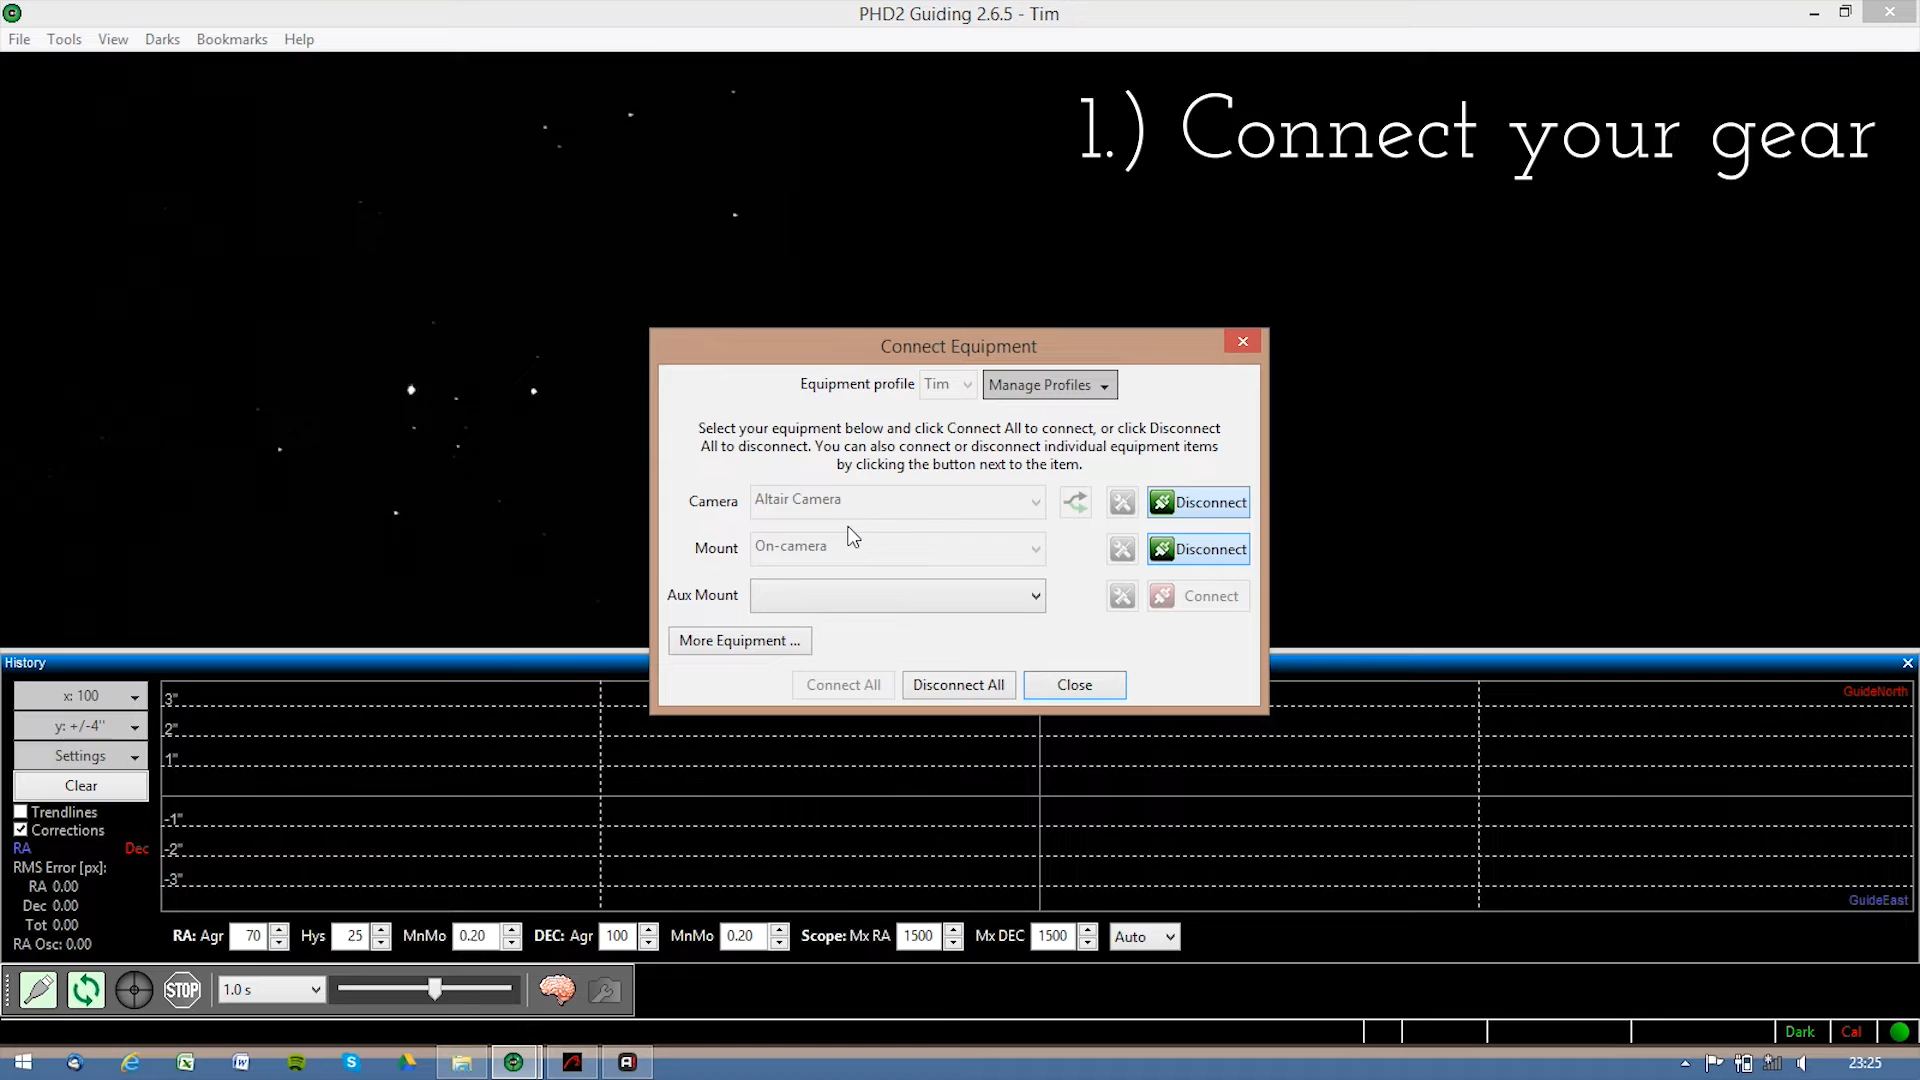 PHD2 Guiding 2.6.5 - Tim
File Tools View Darks Bookmarks Help
1.) Connect your gear
Connect Equipment
Equipment profile Tim Manage Profiles
Select your equipment below and click Connect All to connect, or click Disconnect
All to disconnect. You can also connect or disconnect individual equipment items
by clicking the button next to the item.
Camera Altair Camera Disconnect
Mount On-camera Disconnect
Aux Mount Connect
More Equipment ...
Connect All Disconnect All Close
History
x: 100
y: +/-4"
Settings
Clear
Trendlines
Corrections
RA Dec
RMS Error [px]:
RA 0.00
Dec 0.00
Tot 0.00
RA Osc: 0.00
3"
2"
1"
-1"
-2"
-3"
GuideNorth
GuideEast
RA: Agr 70 Hys 25 MnMo 0.20 DEC: Agr 100 MnMo 0.20 Scope: Mx RA 1500 Mx DEC 1500 Auto
STOP 1.0 s
Dark Cal
23:25